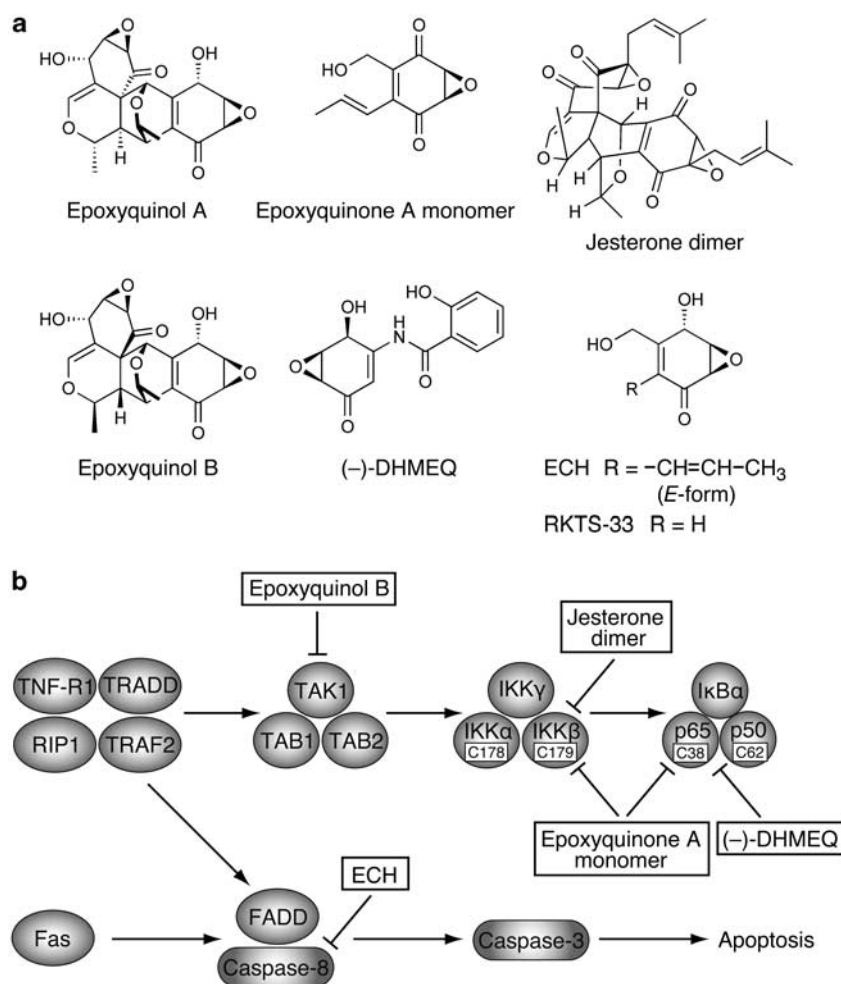 a
HO
O
O
O
H
OH
O
O
Epoxyquinol A
HO
O
O
O
Epoxyquinone A monomer
O
O
O
H
O
O
O
H
H
O
O
H
Jesterone dimer
HO
O
O
O
H
OH
O
O
O
Epoxyquinol B
OH
O
O
H
N
O
HO
(–)-DHMEQ
OH
HO
O
R
O
ECH R = –CH=CH–CH3
(E-form)
RKTS-33 R = H
b
Epoxyquinol B
Jesterone
dimer
TNF-R1 TRADD
RIP1 TRAF2
TAK1
TAB1 TAB2
IKKγ
IKKα IKKβ
C178 C179
IκBα
p65 p50
C38 C62
Epoxyquinone A
monomer
(–)-DHMEQ
ECH
Fas
FADD
Caspase-8
Caspase-3
Apoptosis